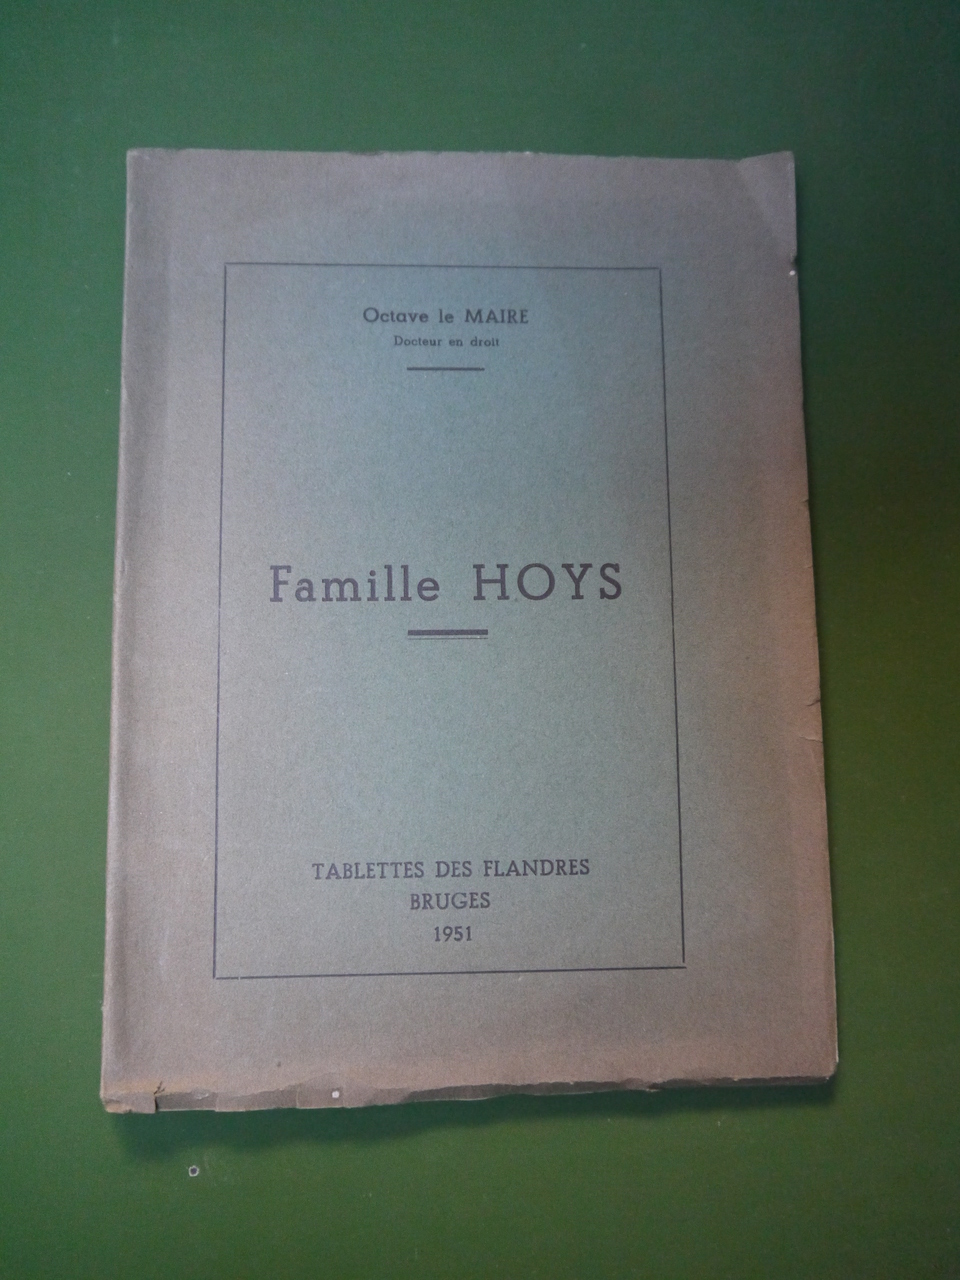 Octave le MAIRE
Docteur en droit
Famille HOYS
TABLETTES DES FLANDRES
BRUGES
1951